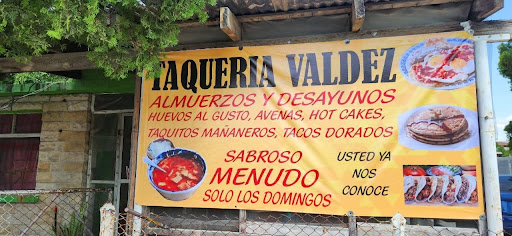 TAQUERIA VALDEZ
ALMUERZOS Y DESAYUNOS
HUEVOS AL GUSTO, AVENAS, HOT CAKES,
TAQUITOS MAÑANEROS, TACOS DORADOS
SABROSO
MENUDO
SOLO LOS DOMINGOS
USTED YA
NOS
CONOCE